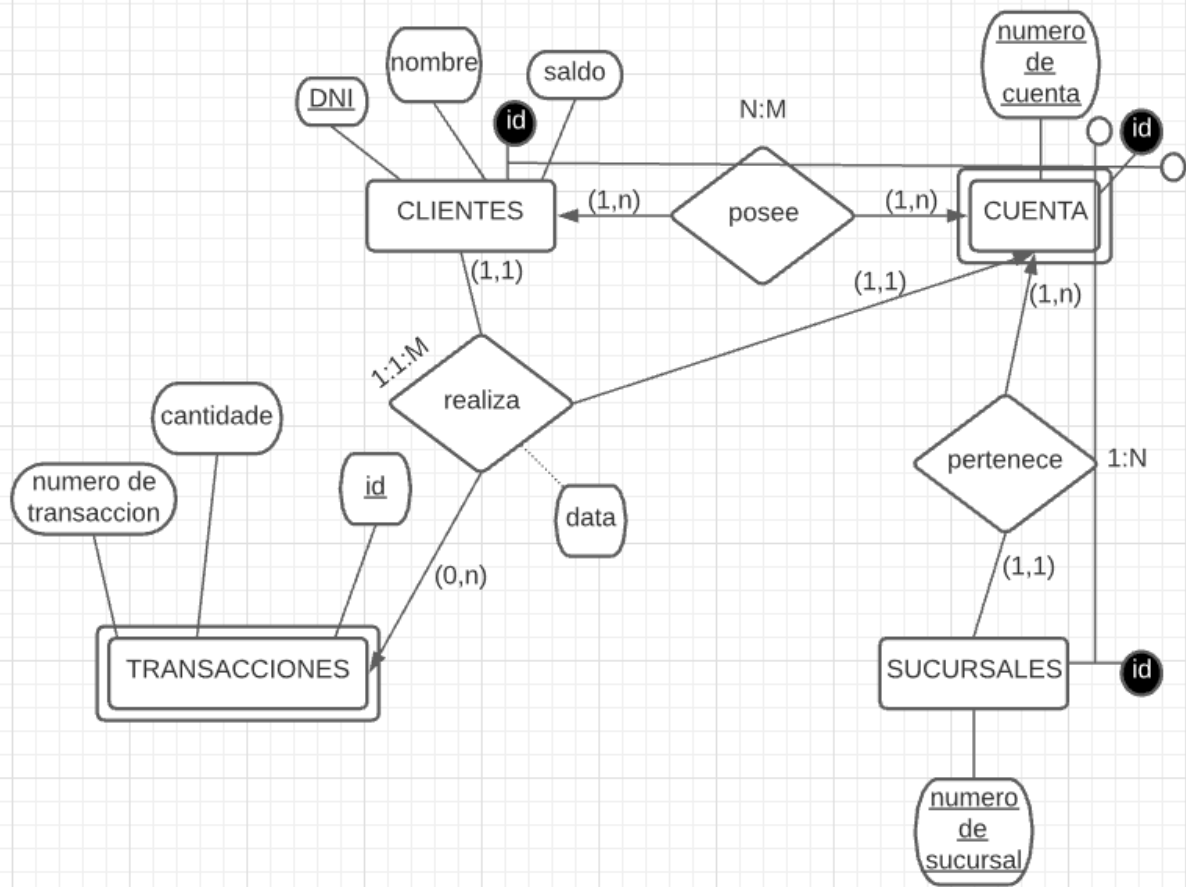 numero
de
cuenta
nombre
saldo
DNI
id
N:M
id
CLIENTES
(1,n)
posee
(1,n)
CUENTA
(1,1)
(1,1)
(1,n)
1:1:M
realiza
cantidade
pertenece
1:N
numero de
transaccion
id
data
(0,n)
(1,1)
TRANSACCIONES
SUCURSALES
id
numero
de
sucursal